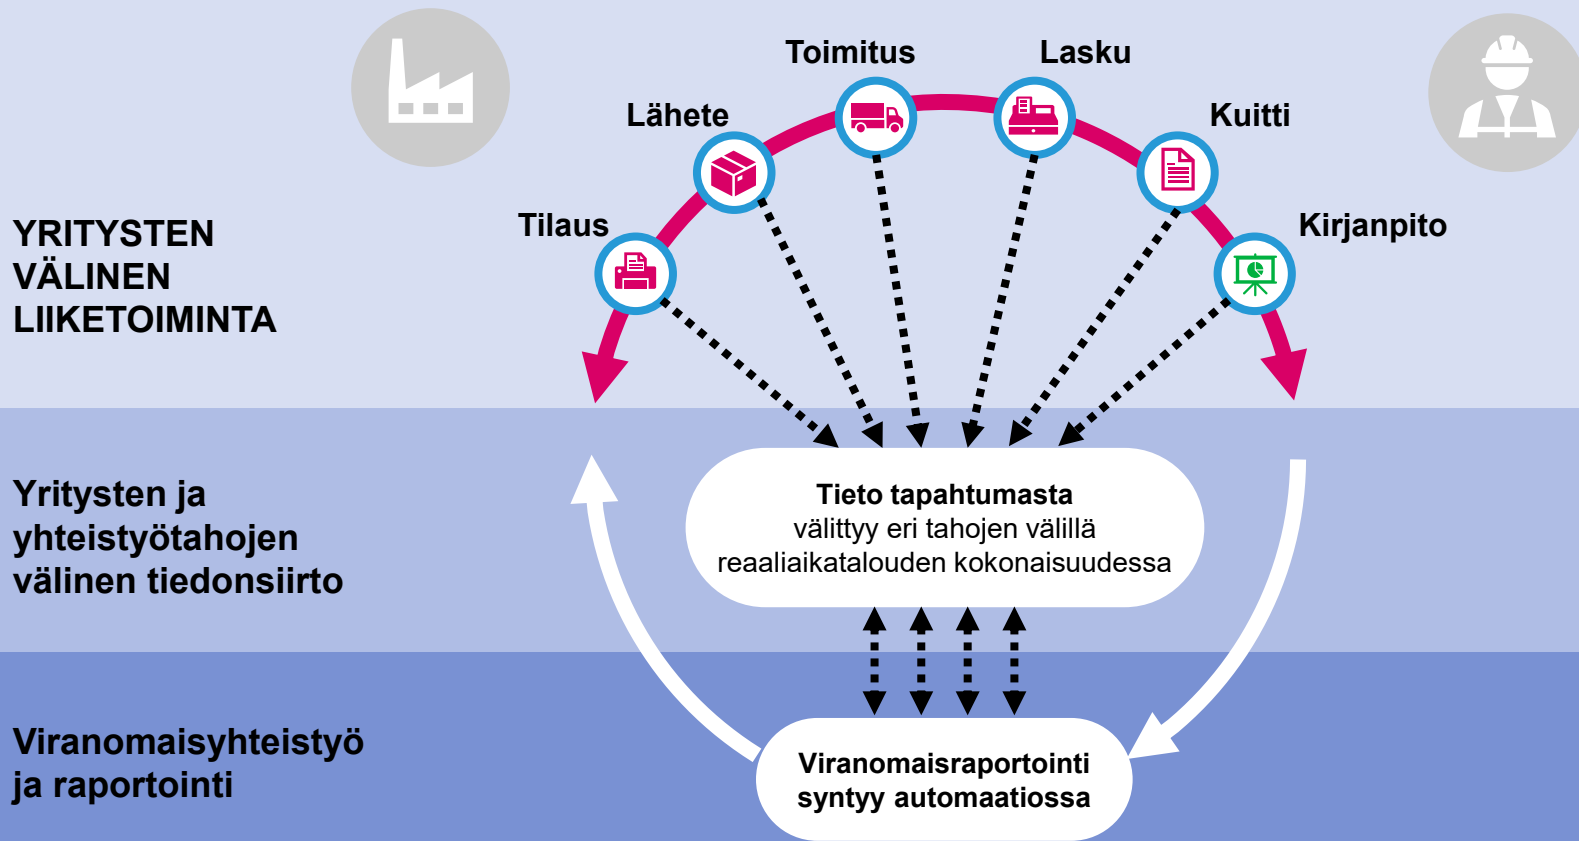 Toimitus
Lasku
Lähete
Kuitti
Tilaus
Kirjanpito
YRITYSTEN
VÄLINEN
LIIKETOIMINTA
Yritysten ja
yhteistyötahojen
välinen tiedonsiirto
Tieto tapahtumasta
välittyy eri tahojen välillä
reaaliaikatalouden kokonaisuudessa
Viranomaisyhteistyö
ja raportointi
Viranomaisraportointi
syntyy automaatiossa